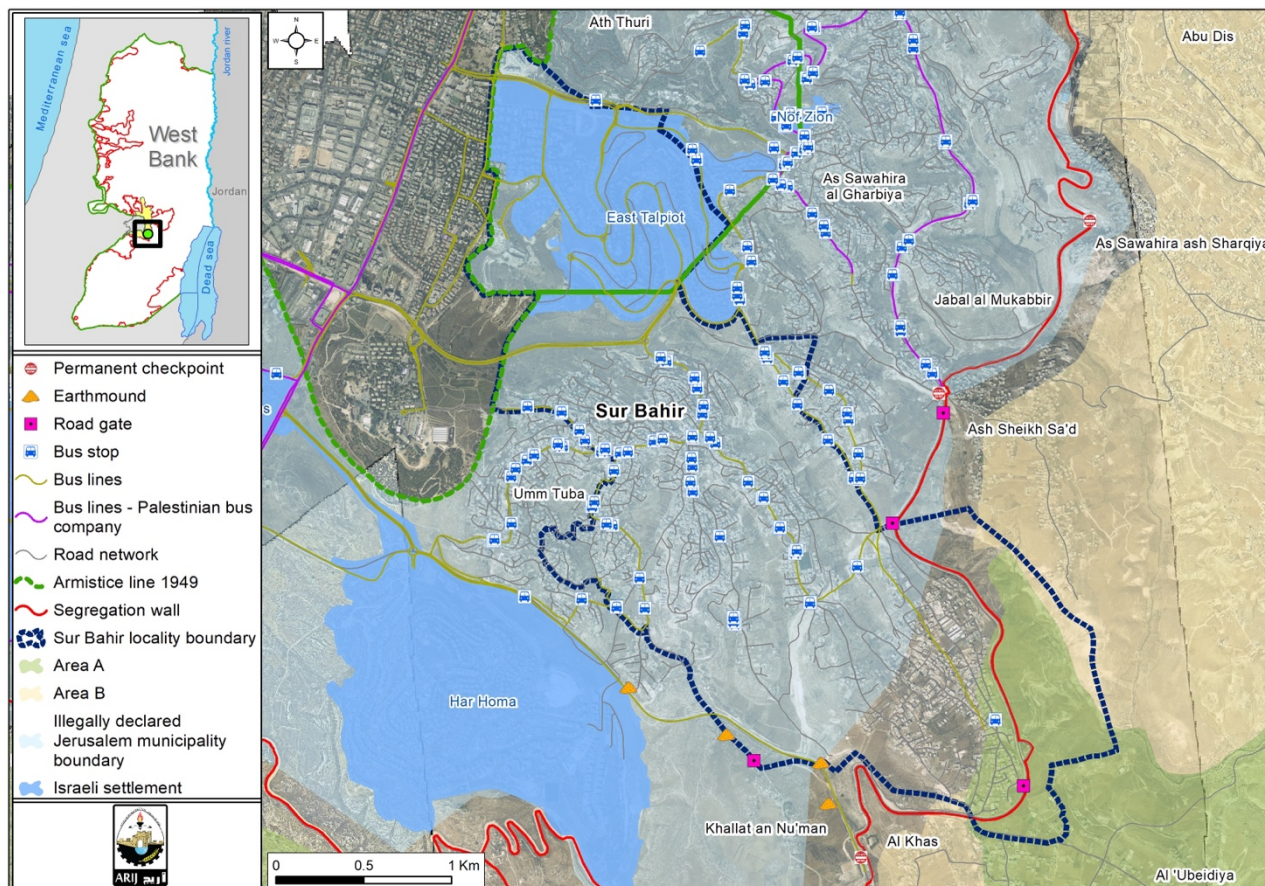 Mediterranean sea
Jordan river
West
Bank
Jordan
Dead sea
Permanent checkpoint
Earthmound
Road gate
Bus stop
Bus lines
Bus lines - Palestinian bus
company
Road network
Armistice line 1949
Segregation wall
Sur Bahir locality boundary
Area A
Area B
Illegally declared
Jerusalem municipality
boundary
Israeli settlement
ARIJ أريج
N
W E
S
Ath Thuri
Abu Dis
Nof Zion
As Sawahira
al Gharbiya
East Talpiot
As Sawahira ash Sharqiya
Jabal al Mukabbir
Sur Bahir
Ash Sheikh Sa'd
Umm Tuba
Har Homa
Khallat an Nu'man
Al Khas
Al 'Ubeidiya
0 0.5 1 Km